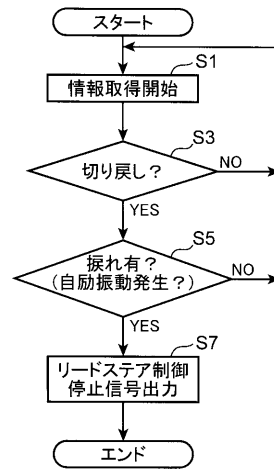 スタート
S1
情報取得開始
S3
切り戻し？
NO
YES
S5
捩れ有？
(自励振動発生？)
NO
YES
S7
リードステア制御
停止信号出力
エンド